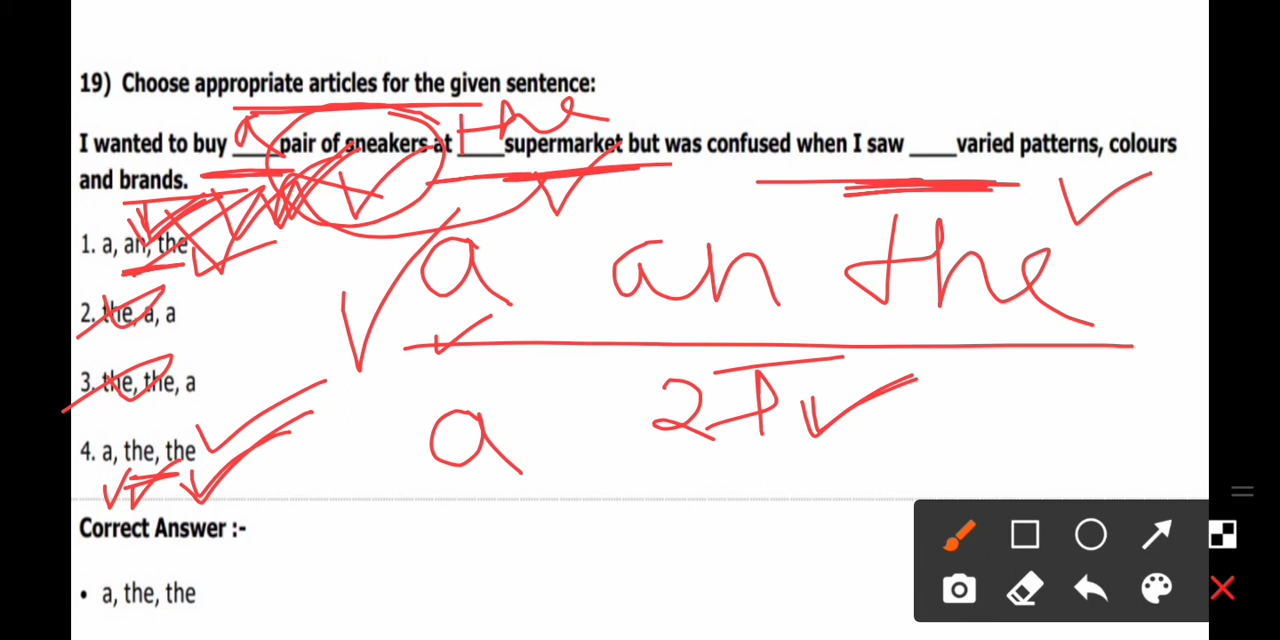 19) Choose appropriate articles for the given sentence:
the
a
I wanted to buy ____pair of sneakers at ____supermarket but was confused when I saw ____varied patterns, colours
and brands.
1. a, an, the
a an the
2. the, a, a
3. the, the, a
a
4. a, the, the
Correct Answer :-
• a, the, the